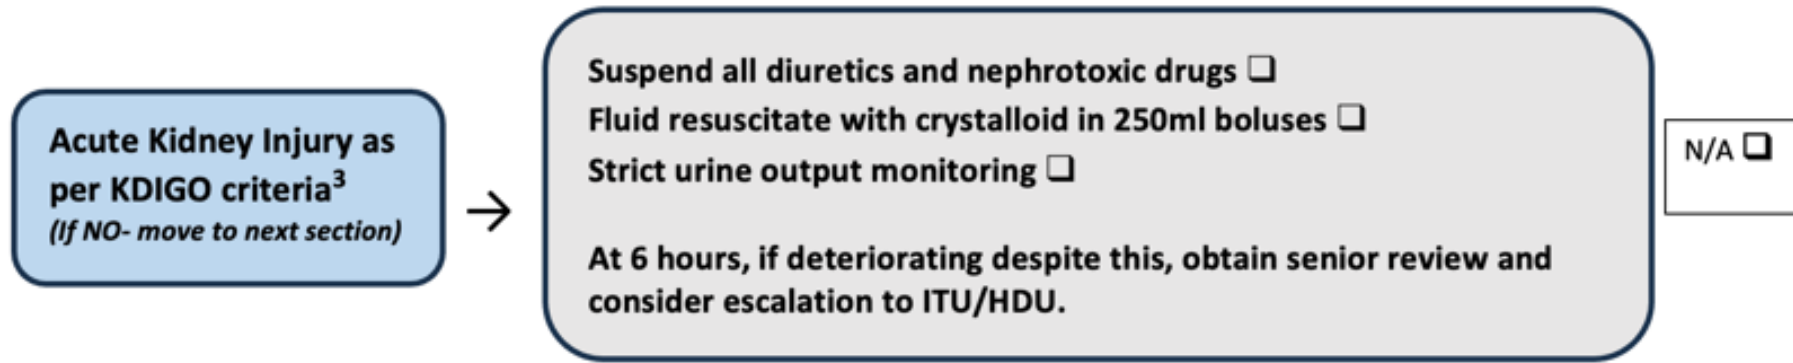 Acute Kidney Injury as
per KDIGO criteria³
(If NO- move to next section)
→
Suspend all diuretics and nephrotoxic drugs ❑
Fluid resuscitate with crystalloid in 250ml boluses ❑
Strict urine output monitoring ❑
At 6 hours, if deteriorating despite this, obtain senior review and
consider escalation to ITU/HDU.
N/A ❑